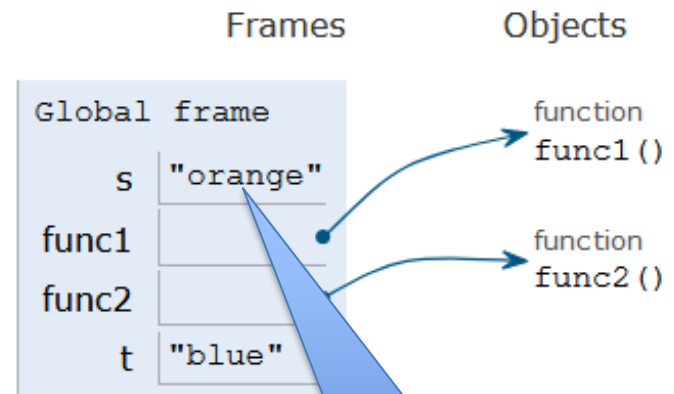 Frames Objects
Global frame
function
func1()
s "orange"
func1
function
func2()
func2
t "blue"